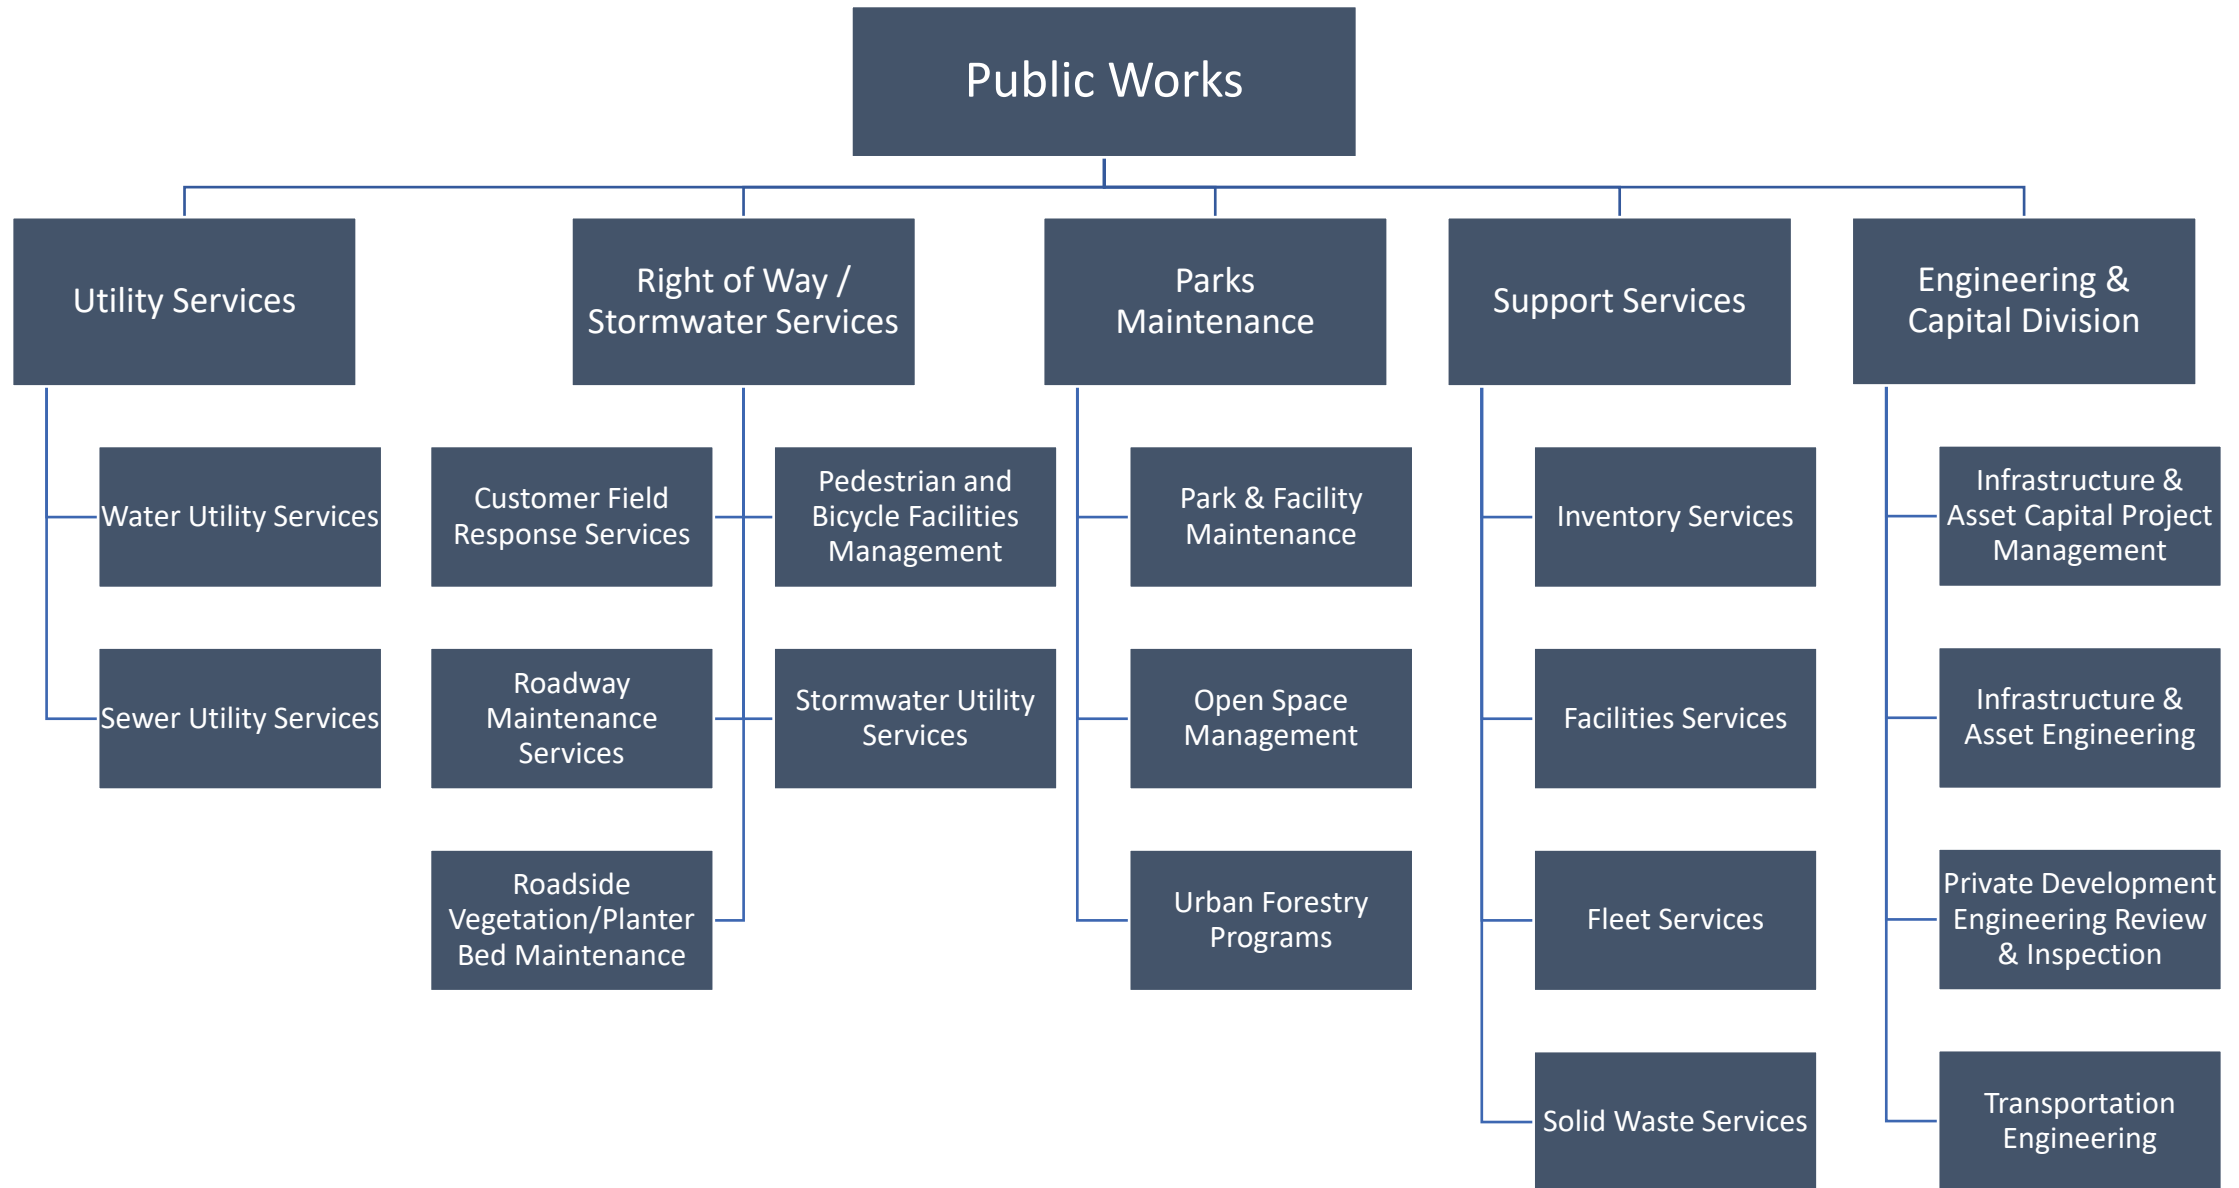 Public Works
Utility Services
Right of Way /
Stormwater Services
Parks
Maintenance
Support Services
Engineering &
Capital Division
Water Utility Services
Sewer Utility Services
Customer Field
Response Services
Pedestrian and
Bicycle Facilities
Management
Roadway
Maintenance
Services
Stormwater Utility
Services
Roadside
Vegetation/Planter
Bed Maintenance
Park & Facility
Maintenance
Open Space
Management
Urban Forestry
Programs
Inventory Services
Facilities Services
Fleet Services
Solid Waste Services
Infrastructure &
Asset Capital Project
Management
Infrastructure &
Asset Engineering
Private Development
Engineering Review
& Inspection
Transportation
Engineering